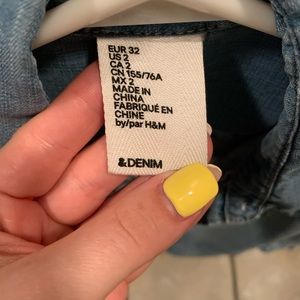 EUR 32
US 2
CA 2
CN 155/76A
MX 2
MADE IN
CHINA
FABRIQUÉ EN
CHINE
by/par H&M
&DENIM